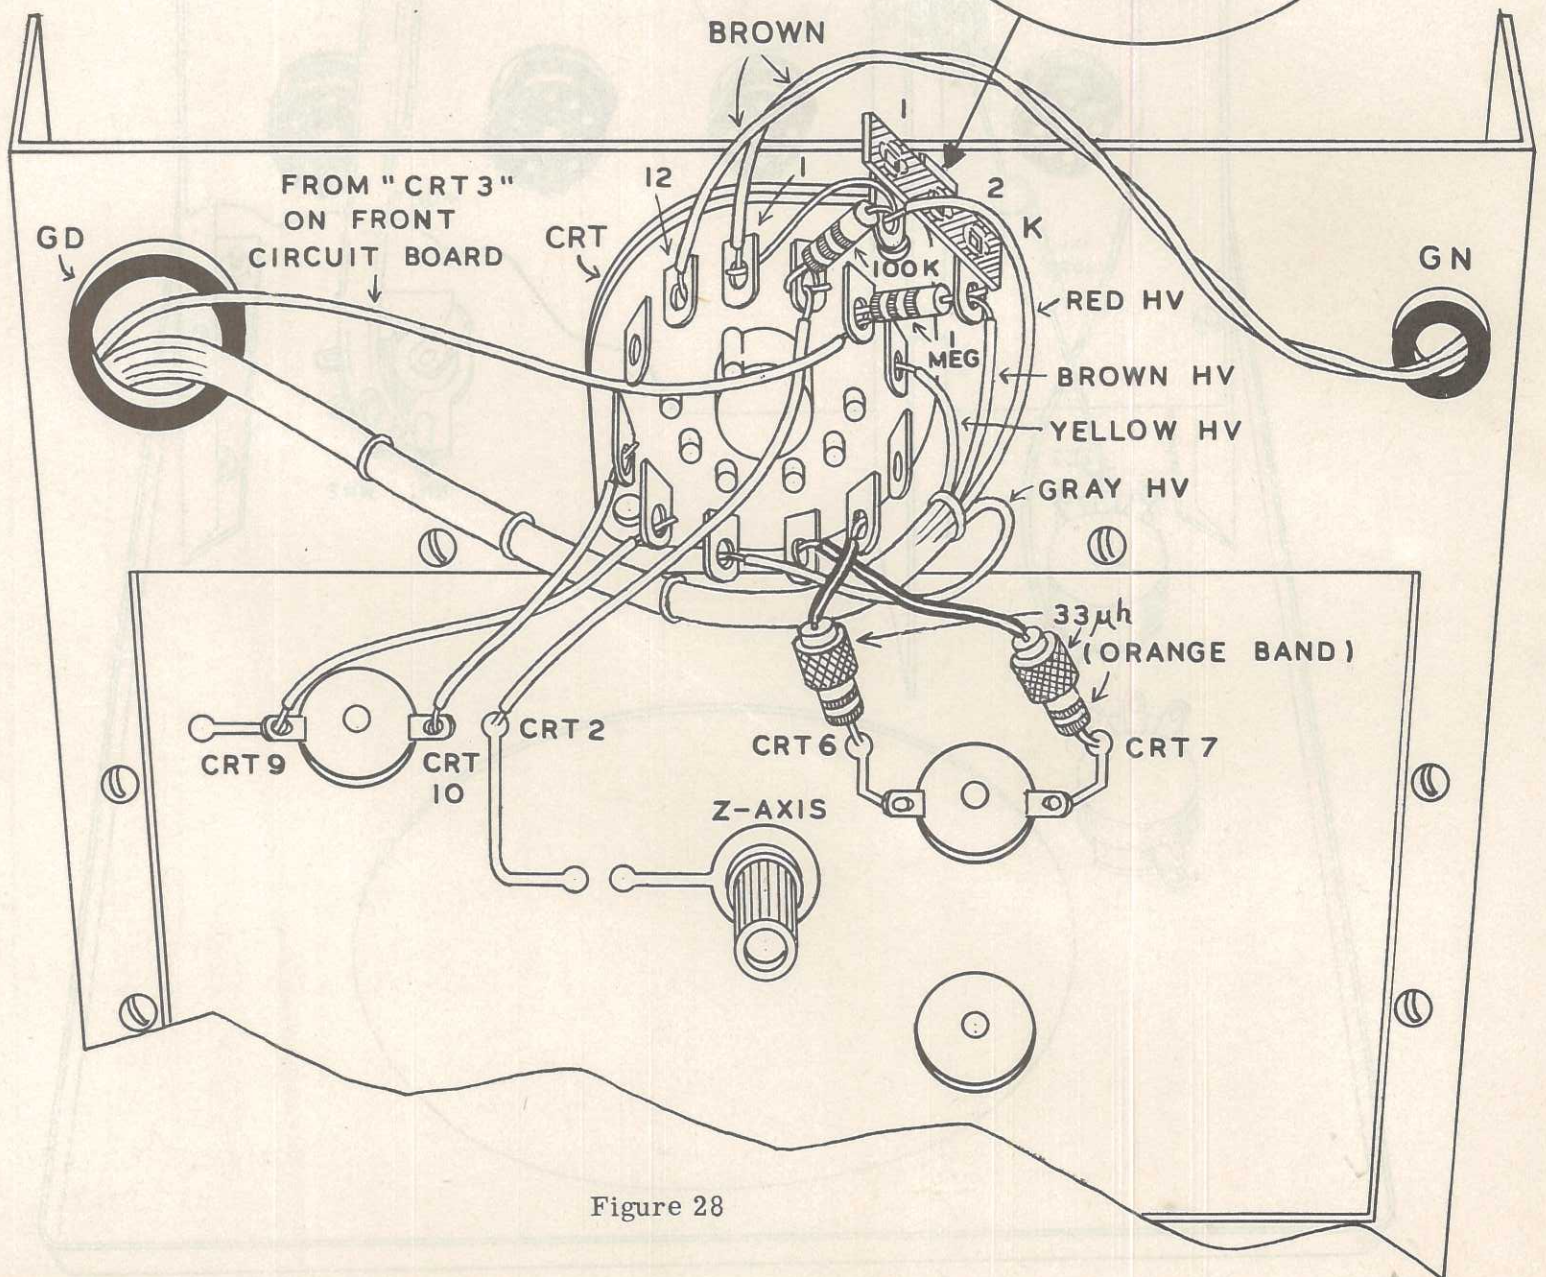 BROWN
1
FROM "CRT 3"
ON FRONT
CIRCUIT BOARD
12
1
2
GD
CRT
K
GN
100K
RED HV
1
MEG
BROWN HV
YELLOW HV
GRAY HV
33µh
(ORANGE BAND)
CRT 9
CRT
10
CRT 2
CRT 6
CRT 7
Z-AXIS
Figure 28